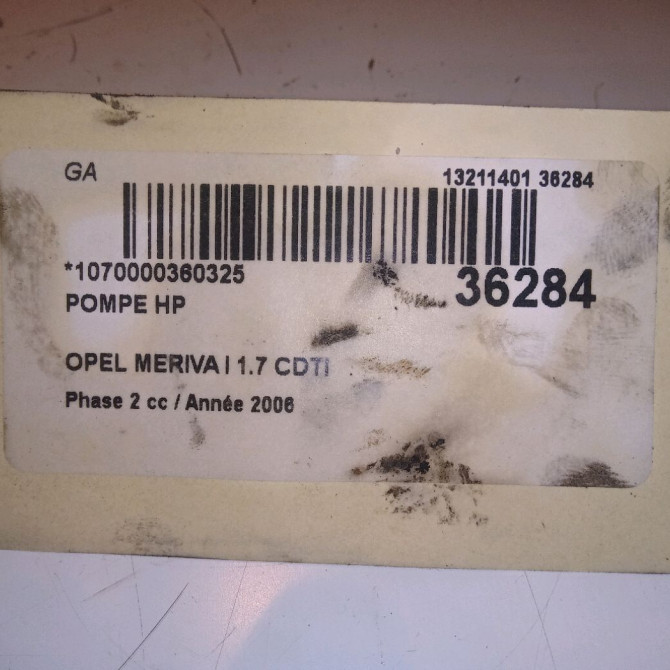 GA
13211401 36284
*1070000360325
36284
POMPE HP
OPEL MERIVA I 1.7 CDTI
Phase 2 cc / Année 2006